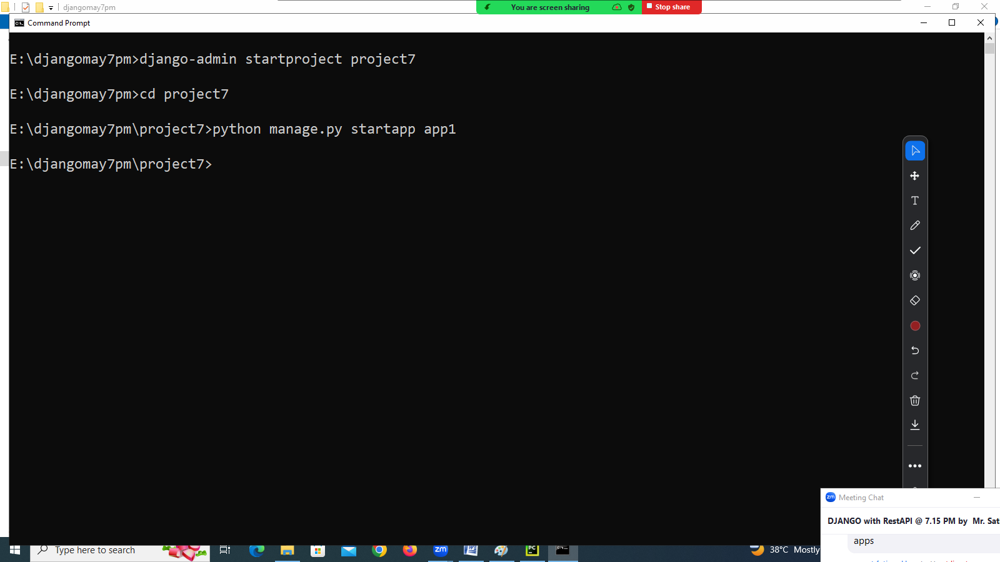 djangomay7pm
You are screen sharing
Stop share
Command Prompt
E:\djangomay7pm>django-admin startproject project7
E:\djangomay7pm>cd project7
E:\djangomay7pm\project7>python manage.py startapp app1
E:\djangomay7pm\project7>
Meeting Chat
DJANGO with RestAPI @ 7.15 PM by Mr. Sat
apps
Type here to search
38°C Mostly